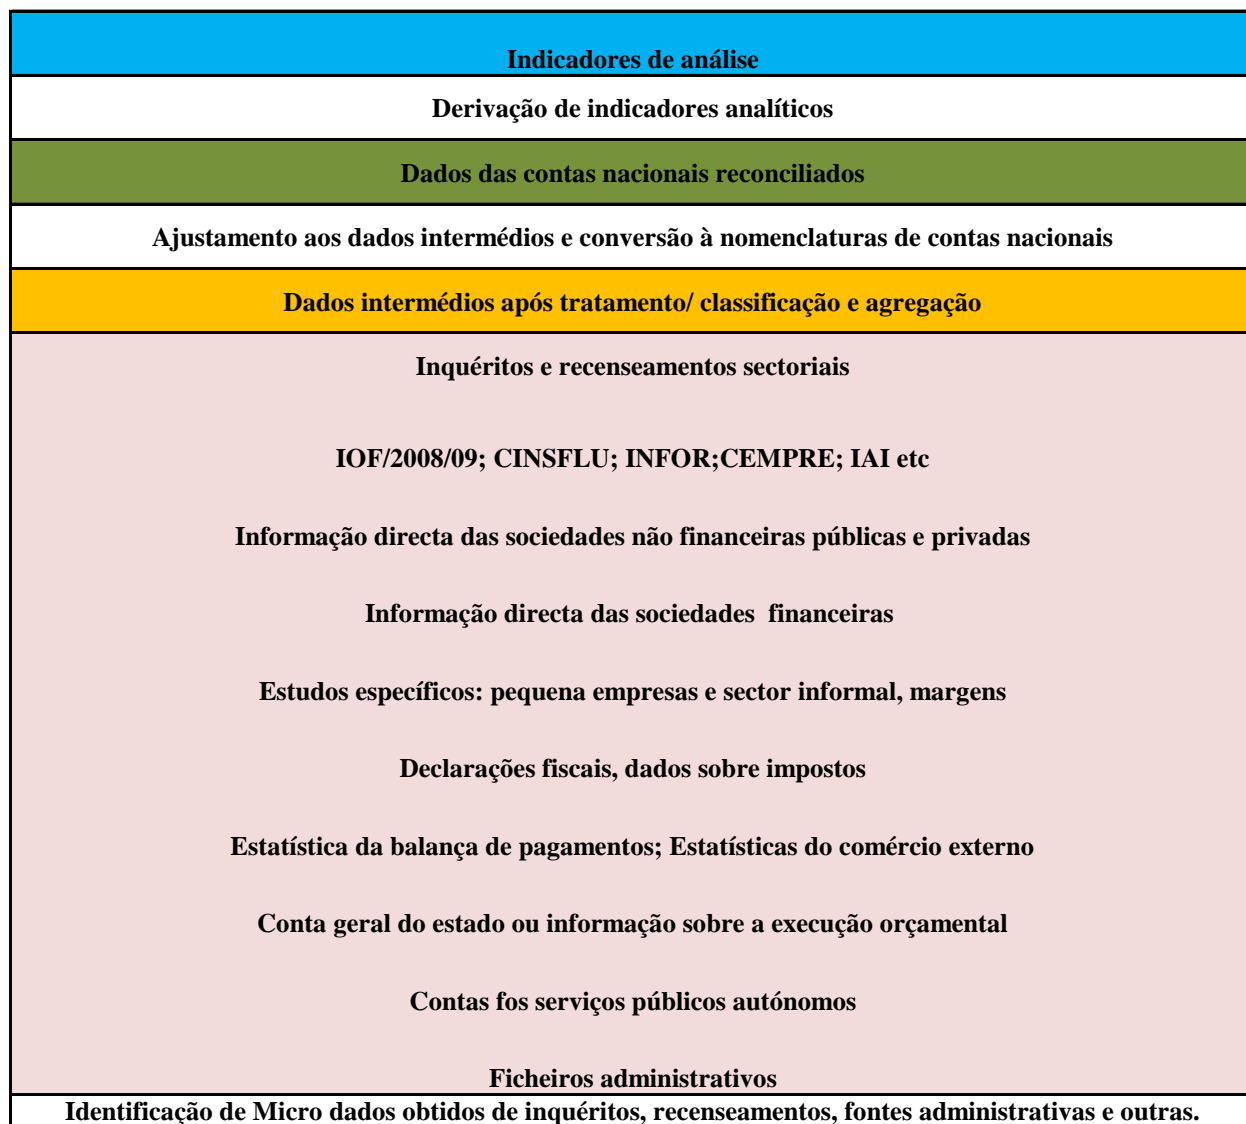 Indicadores de análise
Derivação de indicadores analíticos
Dados das contas nacionais reconciliados
Ajustamento aos dados intermédios e conversão à nomenclaturas de contas nacionais
Dados intermédios após tratamento/ classificação e agregação
Inquéritos e recenseamentos sectoriais
IOF/2008/09; CINSFLU; INFOR;CEMPRE; IAI etc
Informação directa das sociedades não financeiras públicas e privadas
Informação directa das sociedades  financeiras
Estudos específicos: pequena empresas e sector informal, margens
Declarações fiscais, dados sobre impostos
Estatística da balança de pagamentos; Estatísticas do comércio externo
Conta geral do estado ou informação sobre a execução orçamental
Contas fos serviços públicos autónomos
Ficheiros administrativos
Identificação de Micro dados obtidos de inquéritos, recenseamentos, fontes administrativas e outras.